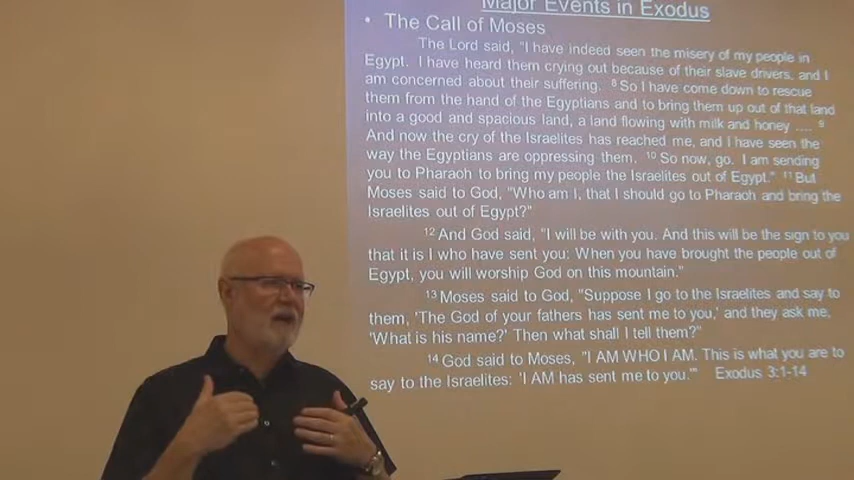 Major Events in Exodus
• The Call of Moses
The Lord said, "I have indeed seen the misery of my people in
Egypt. I have heard them crying out because of their slave drivers, and I
am concerned about their suffering. 8 So I have come down to rescue
them from the hand of the Egyptians and to bring them up out of that land
into a good and spacious land, a land flowing with milk and honey .... 9
And now the cry of the Israelites has reached me, and I have seen the
way the Egyptians are oppressing them. 10 So now, go. I am sending
you to Pharaoh to bring my people the Israelites out of Egypt." 11 But
Moses said to God, "Who am I, that I should go to Pharaoh and bring the
Israelites out of Egypt?"
12 And God said, "I will be with you. And this will be the sign to you
that it is I who have sent you: When you have brought the people out of
Egypt, you will worship God on this mountain."
13 Moses said to God, "Suppose I go to the Israelites and say to
them, 'The God of your fathers has sent me to you,' and they ask me,
'What is his name?' Then what shall I tell them?"
14 God said to Moses, "I AM WHO I AM. This is what you are to
say to the Israelites: 'I AM has sent me to you.'" Exodus 3:1-14